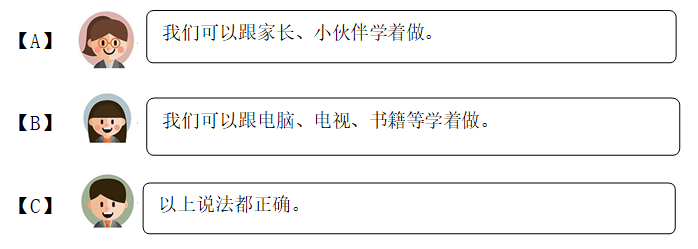 【A】 我们可以跟家长、小伙伴学着做。
【B】 我们可以跟电脑、电视、书籍等学着做。
【C】 以上说法都正确。